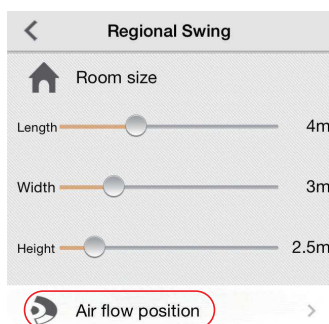 Regional Swing
Room size
Length 4m
Width 3m
Height 2.5m
Air flow position